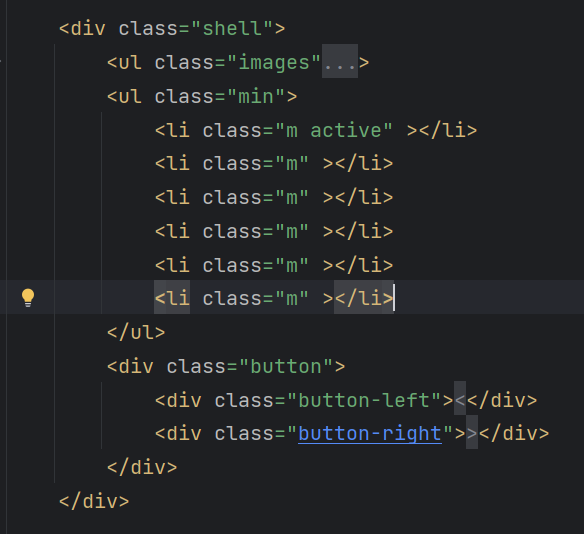 <div class="shell">
<ul class="images"...>
<ul class="min">
<li class="m active" ></li>
<li class="m" ></li>
<li class="m" ></li>
<li class="m" ></li>
<li class="m" ></li>
<li class="m" ></li>
</ul>
<div class="button">
<div class="button-left"><</div>
<div class="button-right">></div>
</div>
</div>